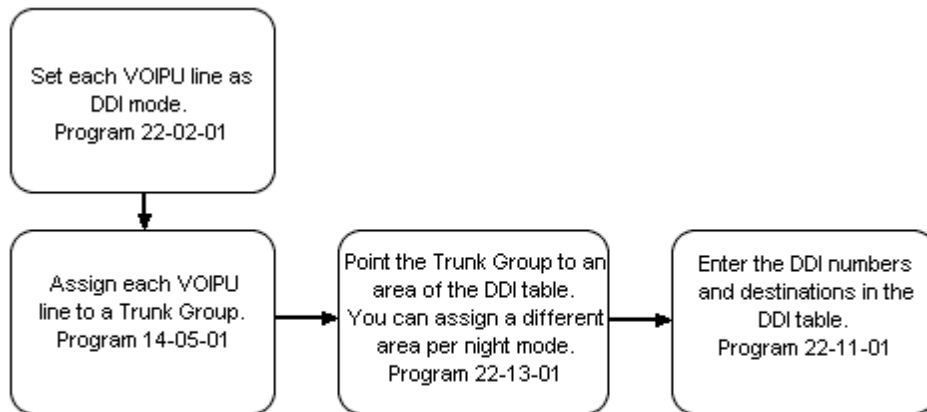 Set each VOIPU line as
DDI mode.
Program 22-02-01
Assign each VOIPU
line to a Trunk Group.
Program 14-05-01
Point the Trunk Group to an
area of the DDI table.
You can assign a different
area per night mode.
Program 22-13-01
Enter the DDI numbers
and destinations in the
DDI table.
Program 22-11-01